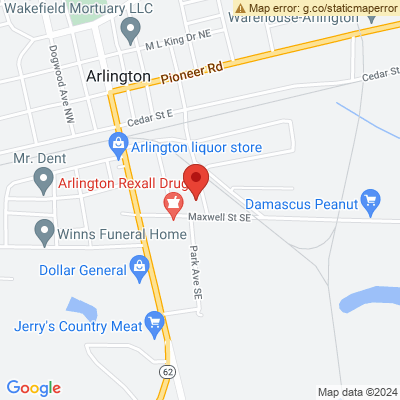 Map error: g.co/staticmaperror
Wakefield Mortuary LLC
Warehouse-Arlington
M L King Dr NE
Dogwood Ave NW
Arlington
Pioneer Rd
Cedar St
Cedar St E
Mr. Dent
Arlington liquor store
Arlington Rexall Drug
Damascus Peanut
Maxwell St SE
Winns Funeral Home
Park Ave SE
Dollar General
Jerry's Country Meat
62
Google
Map data ©2024